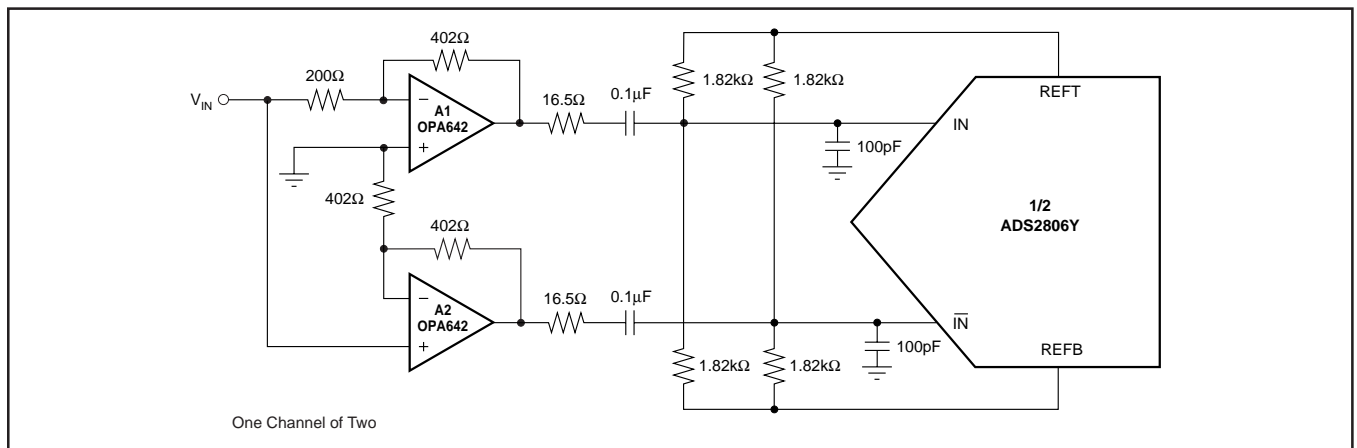 402Ω
200Ω
V_IN
−
A1
OPA642
+
16.5Ω
0.1µF
1.82kΩ
1.82kΩ
REFT
IN
100pF
402Ω
402Ω
1/2
ADS2806Y
−
A2
OPA642
+
16.5Ω
0.1µF
I̅N̅
100pF
REFB
1.82kΩ
1.82kΩ
One Channel of Two